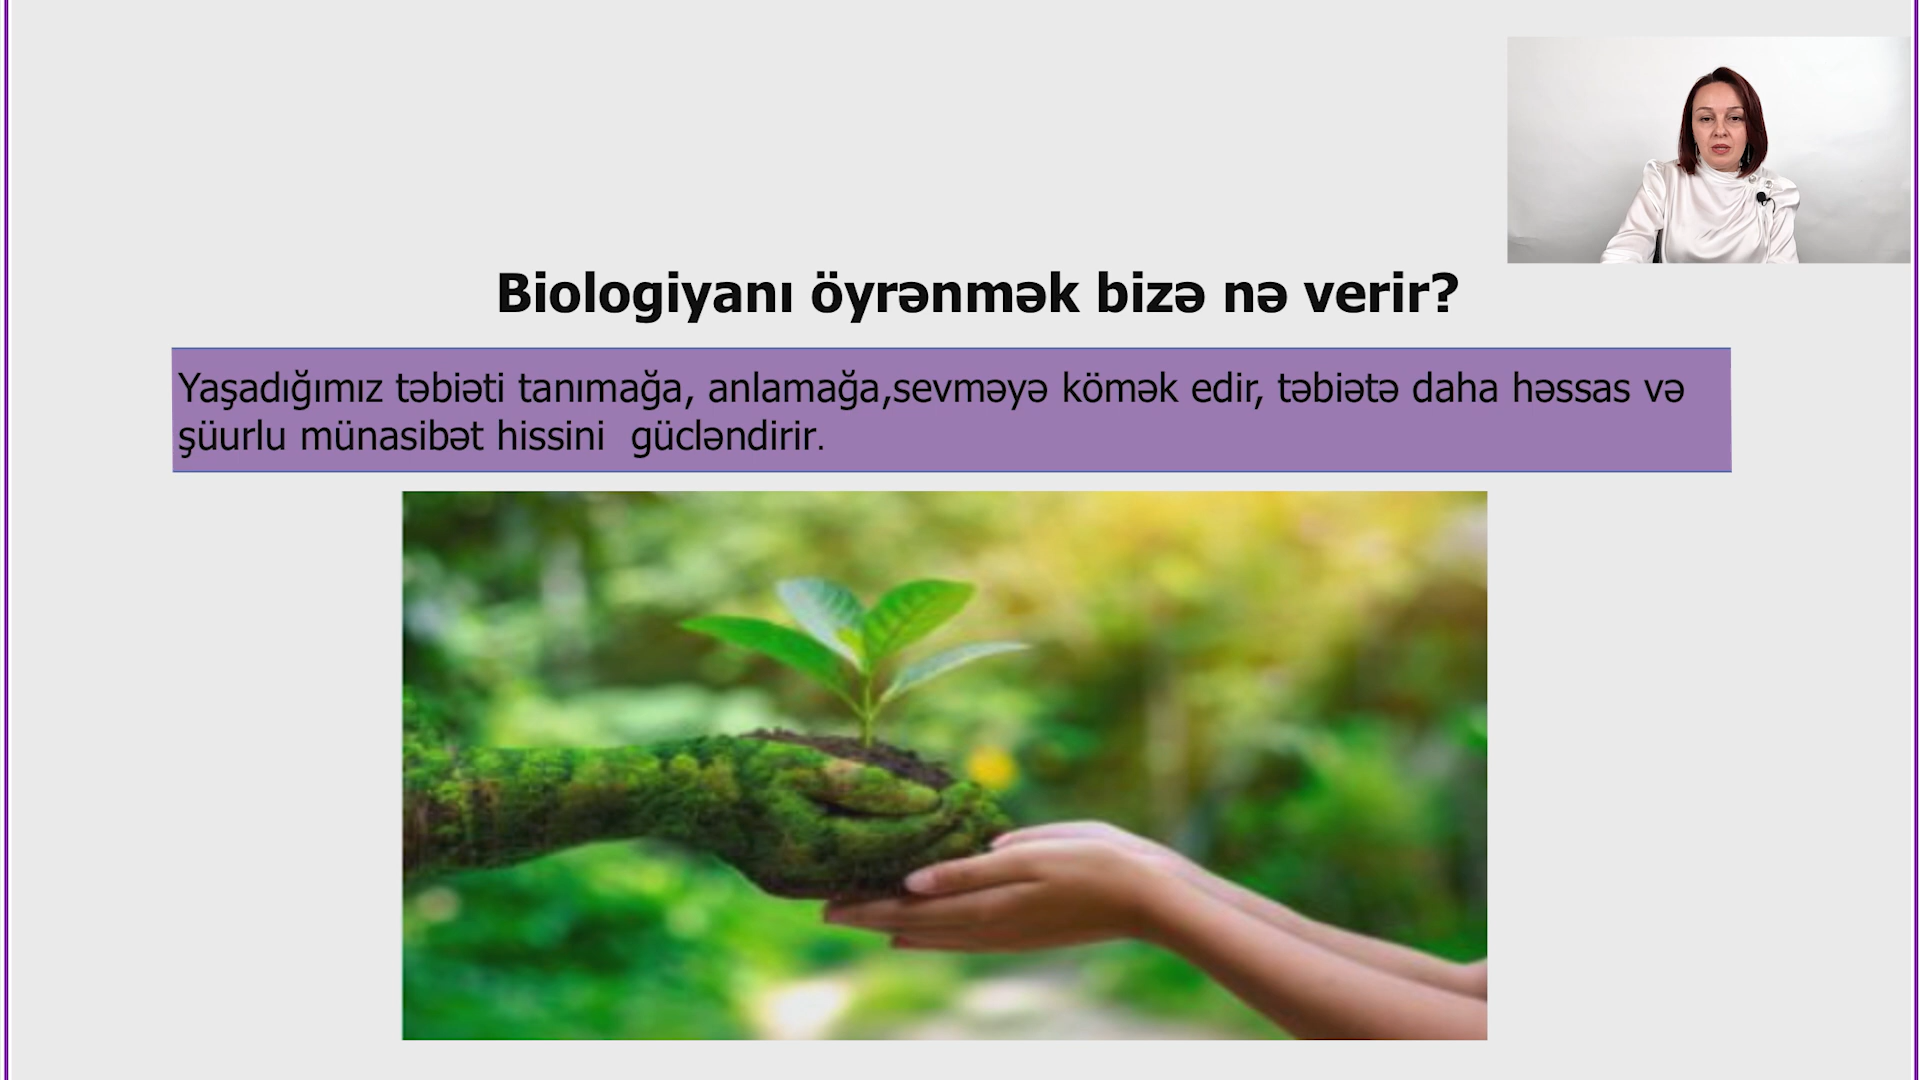 Biologiyanı öyrənmək bizə nə verir?
Yaşadığımız təbiəti tanımağa, anlamağa,sevməyə kömək edir, təbiətə daha həssas və
şüurlu münasibət hissini  gücləndirir.